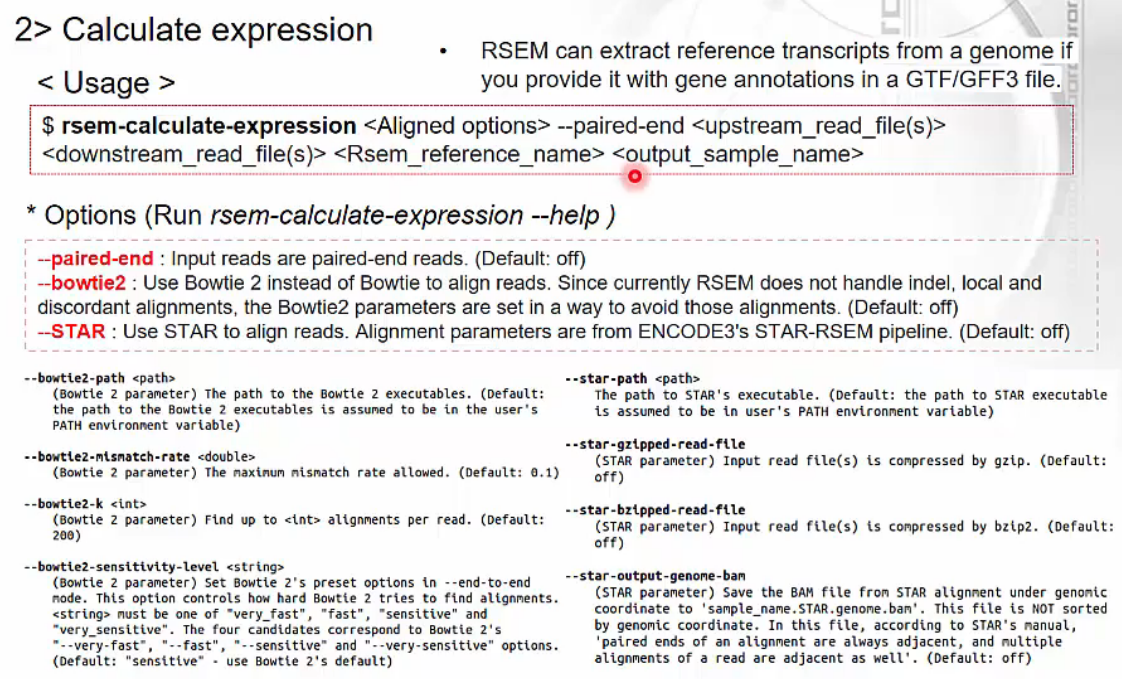 2> Calculate expression
• RSEM can extract reference transcripts from a genome if
you provide it with gene annotations in a GTF/GFF3 file.
< Usage >
$ rsem-calculate-expression <Aligned options> --paired-end <upstream_read_file(s)>
<downstream_read_file(s)> <Rsem_reference_name> <output_sample_name>
* Options (Run rsem-calculate-expression --help )
--paired-end : Input reads are paired-end reads. (Default: off)
--bowtie2 : Use Bowtie 2 instead of Bowtie to align reads. Since currently RSEM does not handle indel, local and
discordant alignments, the Bowtie2 parameters are set in a way to avoid those alignments. (Default: off)
--STAR : Use STAR to align reads. Alignment parameters are from ENCODE3's STAR-RSEM pipeline. (Default: off)
--bowtie2-path <path>
(Bowtie 2 parameter) The path to the Bowtie 2 executables. (Default:
the path to the Bowtie 2 executables is assumed to be in the user's
PATH environment variable)
--bowtie2-mismatch-rate <double>
(Bowtie 2 parameter) The maximum mismatch rate allowed. (Default: 0.1)
--bowtie2-k <int>
(Bowtie 2 parameter) Find up to <int> alignments per read. (Default:
200)
--bowtie2-sensitivity-level <string>
(Bowtie 2 parameter) Set Bowtie 2's preset options in --end-to-end
mode. This option controls how hard Bowtie 2 tries to find alignments.
<string> must be one of "very_fast", "fast", "sensitive" and
"very_sensitive". The four candidates correspond to Bowtie 2's
"--very-fast", "--fast", "--sensitive" and "--very-sensitive" options.
(Default: "sensitive" - use Bowtie 2's default)
--star-path <path>
The path to STAR's executable. (Default: the path to STAR executable
is assumed to be in user's PATH environment variable)
--star-gzipped-read-file
(STAR parameter) Input read file(s) is compressed by gzip. (Default:
off)
--star-bzipped-read-file
(STAR parameter) Input read file(s) is compressed by bzip2. (Default:
off)
--star-output-genome-bam
(STAR parameter) Save the BAM file from STAR alignment under genomic
coordinate to 'sample_name.STAR.genome.bam'. This file is NOT sorted
by genomic coordinate. In this file, according to STAR's manual,
'paired ends of an alignment are always adjacent, and multiple
alignments of a read are adjacent as well'. (Default: off)